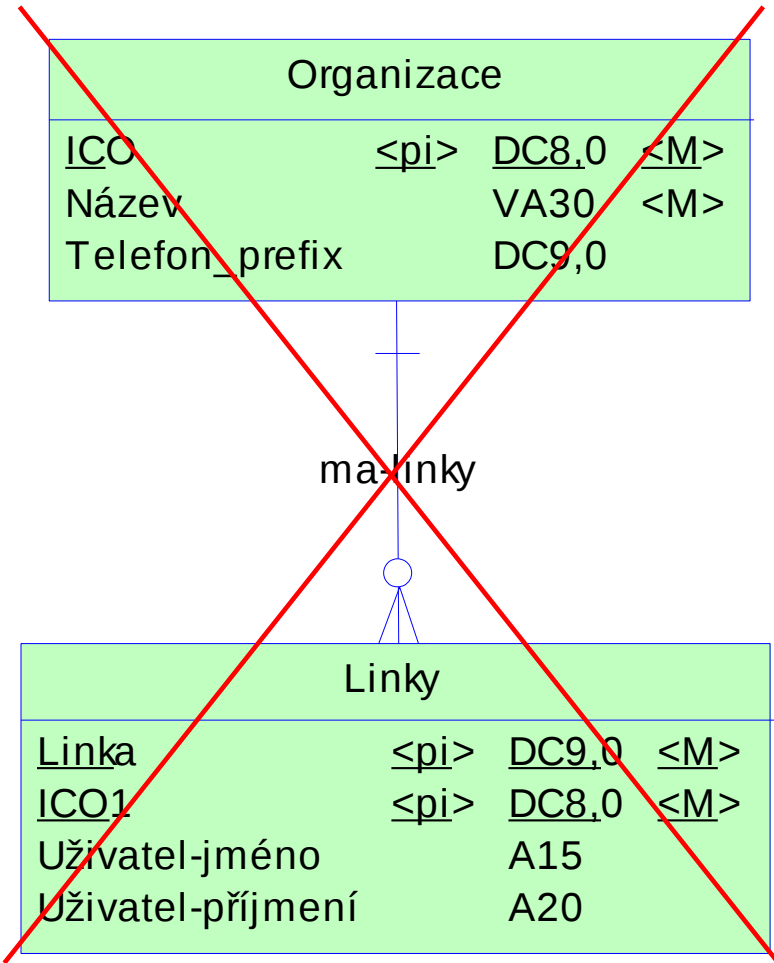 Organizace
ICO <pi> DC8,0 <M>
Název VA30 <M>
Telefon_prefix DC9,0
ma-linky
Linky
Linka <pi> DC9,0 <M>
ICO1 <pi> DC8,0 <M>
Uživatel-jméno A15
Uživatel-příjmení A20